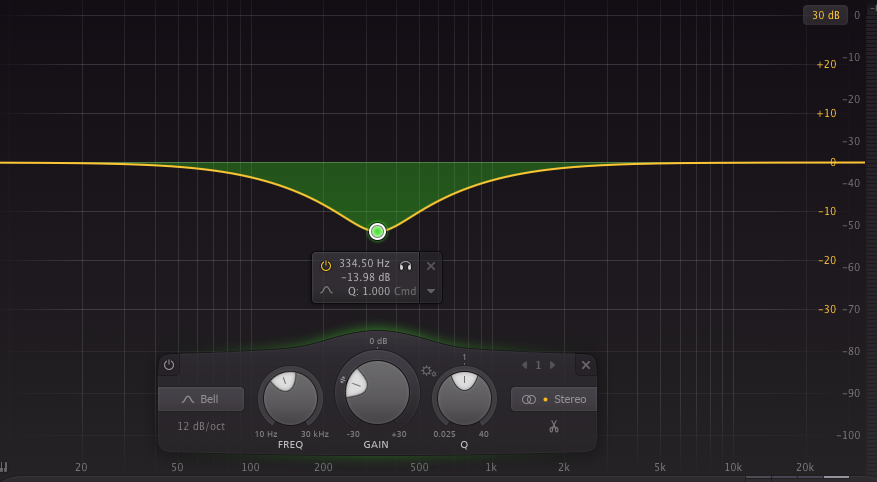 30 dB 0
-10
+20
-20
+10
-30
0
-40
-10
-50
-20
-60
-30
-70
-80
-90
-100
334.50 Hz
-13.98 dB
Q: 1.000 Cmd
0 dB
1
1
Bell
Stereo
12 dB/oct
10 Hz 30 kHz
-30 +30
0.025 40
FREQ GAIN Q
20 50 100 200 500 1k 2k 5k 10k 20k